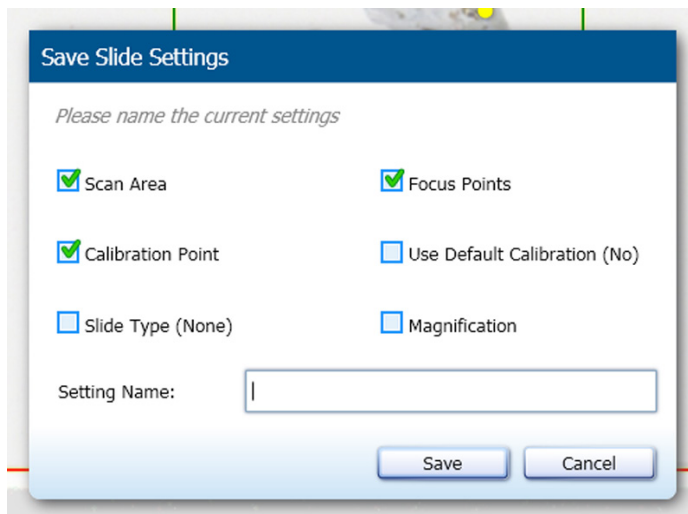 Save Slide Settings
Please name the current settings
Scan Area
Focus Points
Calibration Point
Use Default Calibration (No)
Slide Type (None)
Magnification
Setting Name:
Save
Cancel